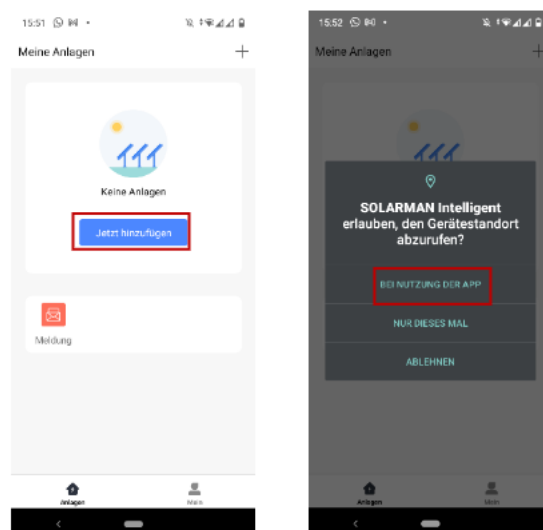 15:51
Meine Anlagen
Keine Anlagen
Jetzt hinzufügen
Meldung
Anlagen
Mein
15:52
Meine Anlagen
SOLARMAN Intelligent
erlauben, den Gerätestandort
abzurufen?
BEI NUTZUNG DER APP
NUR DIESES MAL
ABLEHNEN
Anlagen
Mein